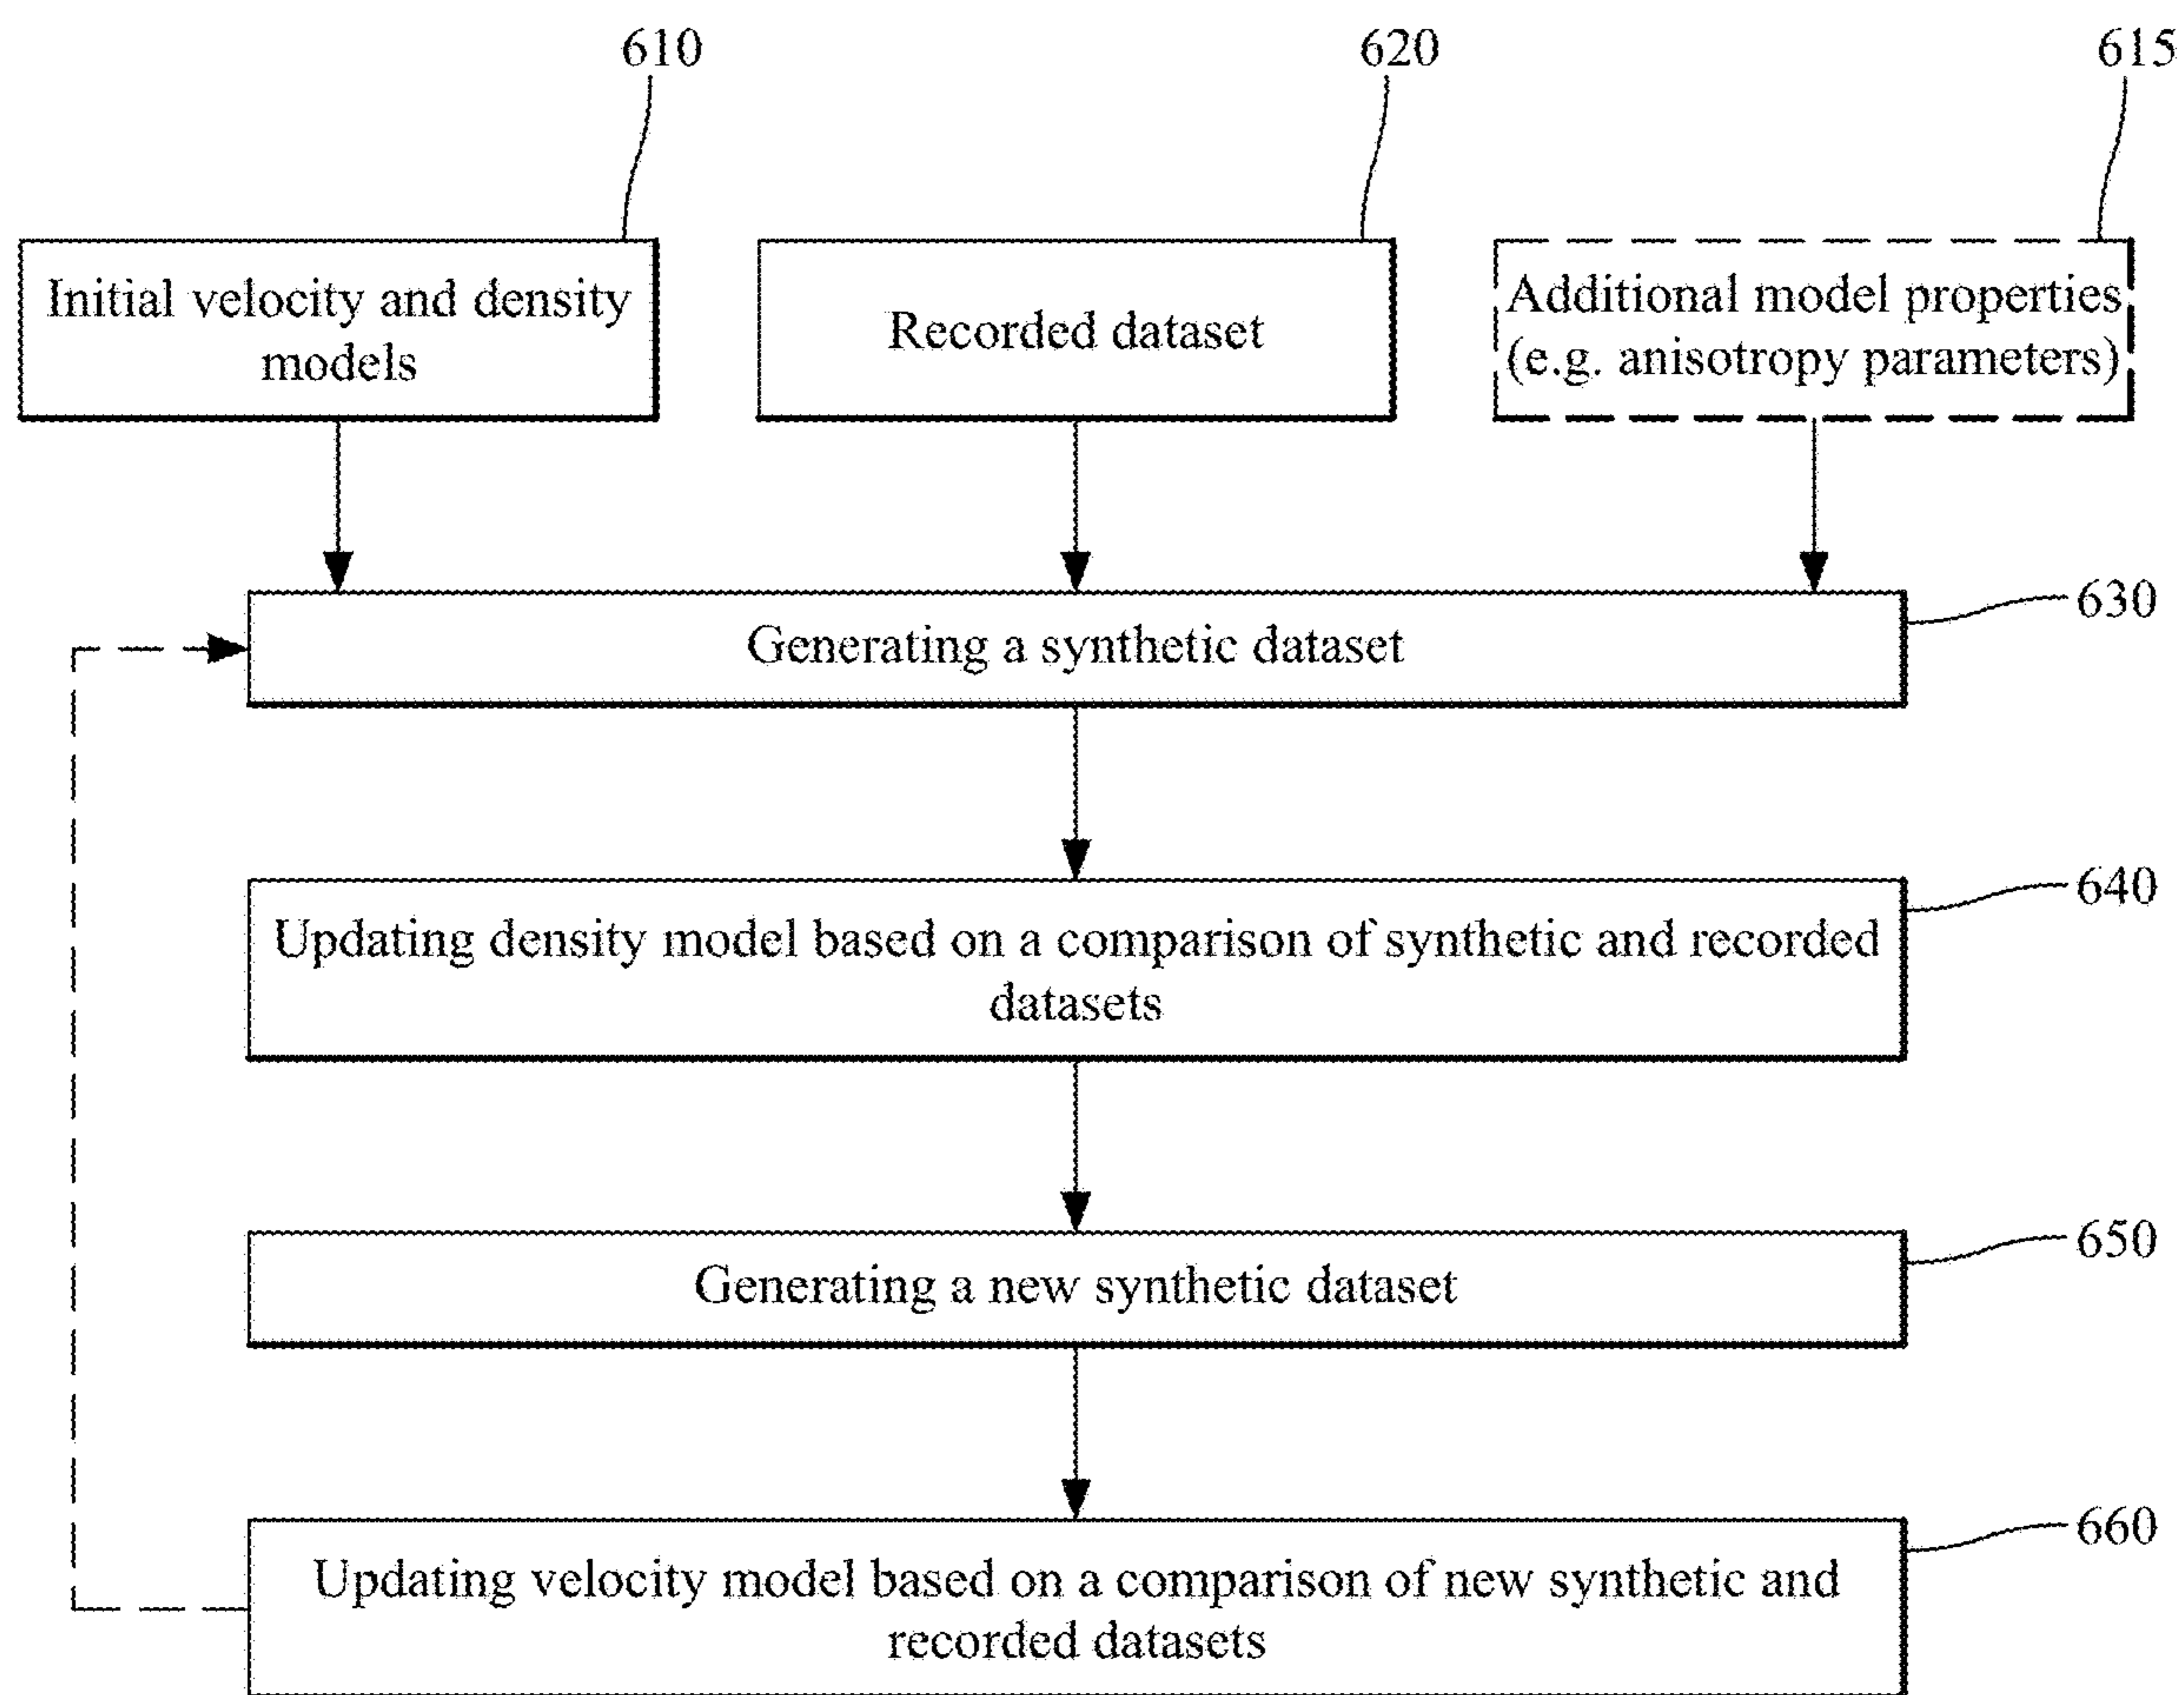 610
620
615
Initial velocity and density
models
Recorded dataset
Additional model properties
(e.g. anisotropy parameters)
630
Generating a synthetic dataset
640
Updating density model based on a comparison of synthetic and recorded
datasets
650
Generating a new synthetic dataset
660
Updating velocity model based on a comparison of new synthetic and
recorded datasets